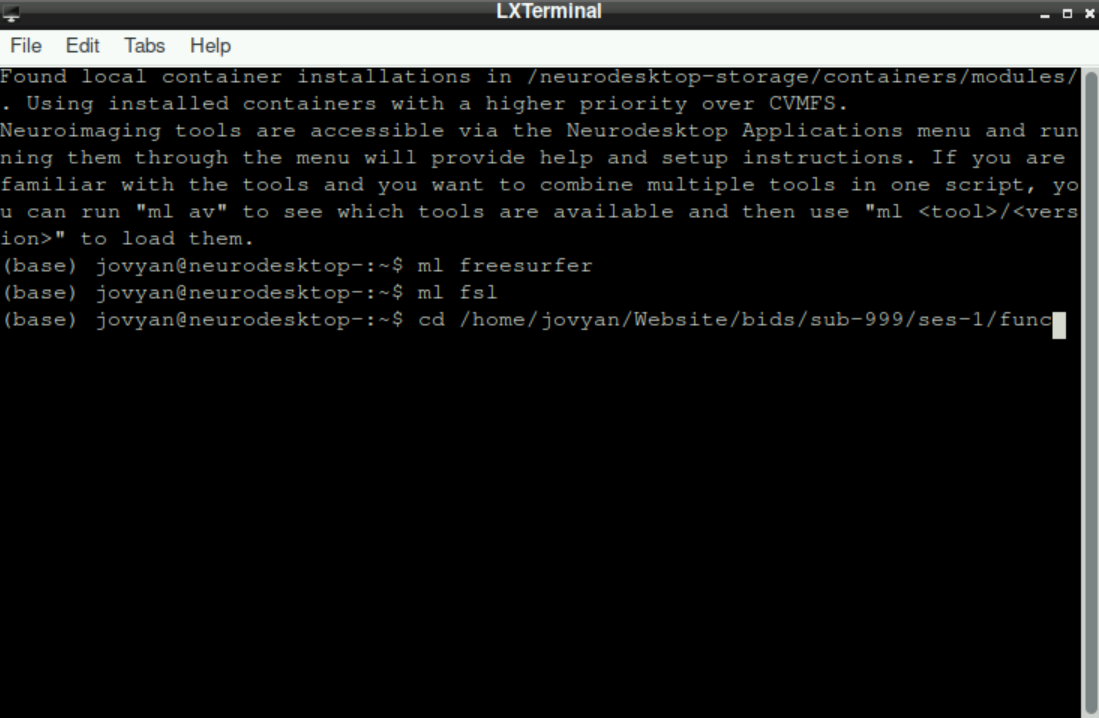 LXTerminal
File Edit Tabs Help
Found local container installations in /neurodesktop-storage/containers/modules/
. Using installed containers with a higher priority over CVMFS.
Neuroimaging tools are accessible via the Neurodesktop Applications menu and run
ning them through the menu will provide help and setup instructions. If you are
familiar with the tools and you want to combine multiple tools in one script, yo
u can run "ml av" to see which tools are available and then use "ml <tool>/<vers
ion>" to load them.
(base) jovyan@neurodesktop-:~$ ml freesurfer
(base) jovyan@neurodesktop-:~$ ml fsl
(base) jovyan@neurodesktop-:~$ cd /home/jovyan/Website/bids/sub-999/ses-1/func